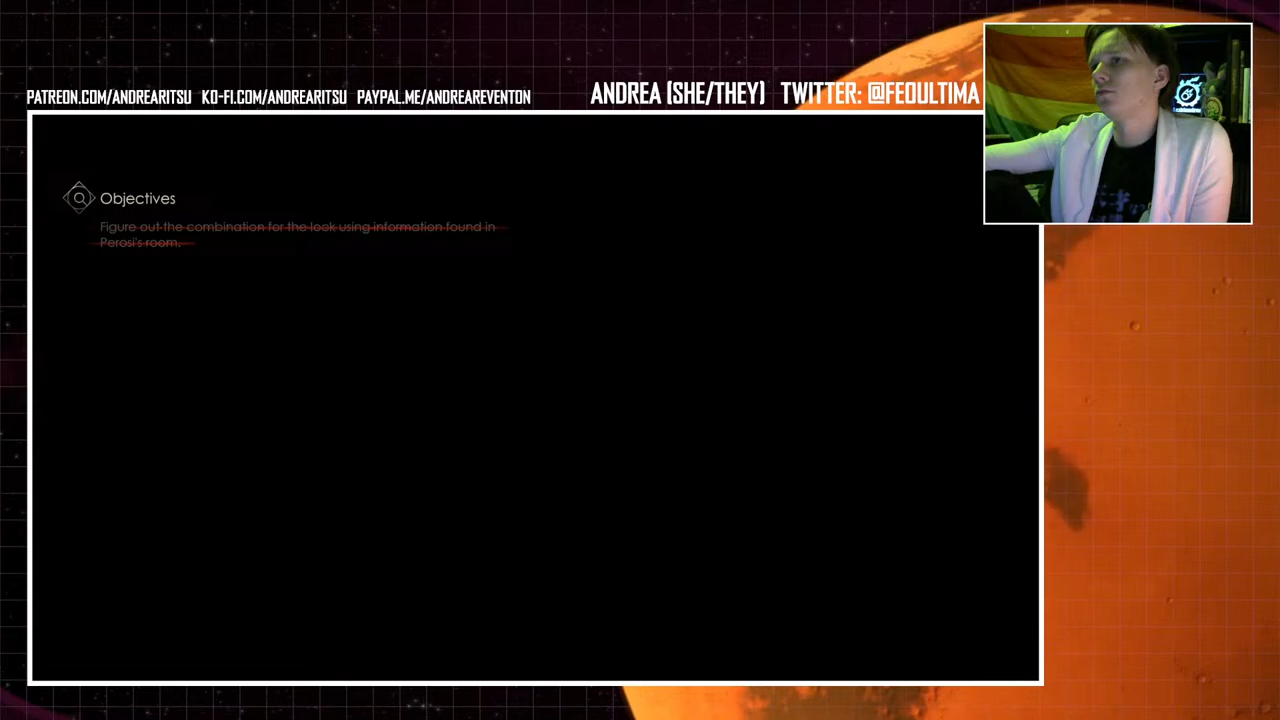 PATREON.COM/ANDREARITSU KO-FI.COM/ANDREARITSU PAYPAL.ME/ANDREAREVENTON
ANDREA (SHE/THEY) TWITTER: @FEOULTIMA
Objectives
Figure out the combination for the lock using information found in
Perosi's room.